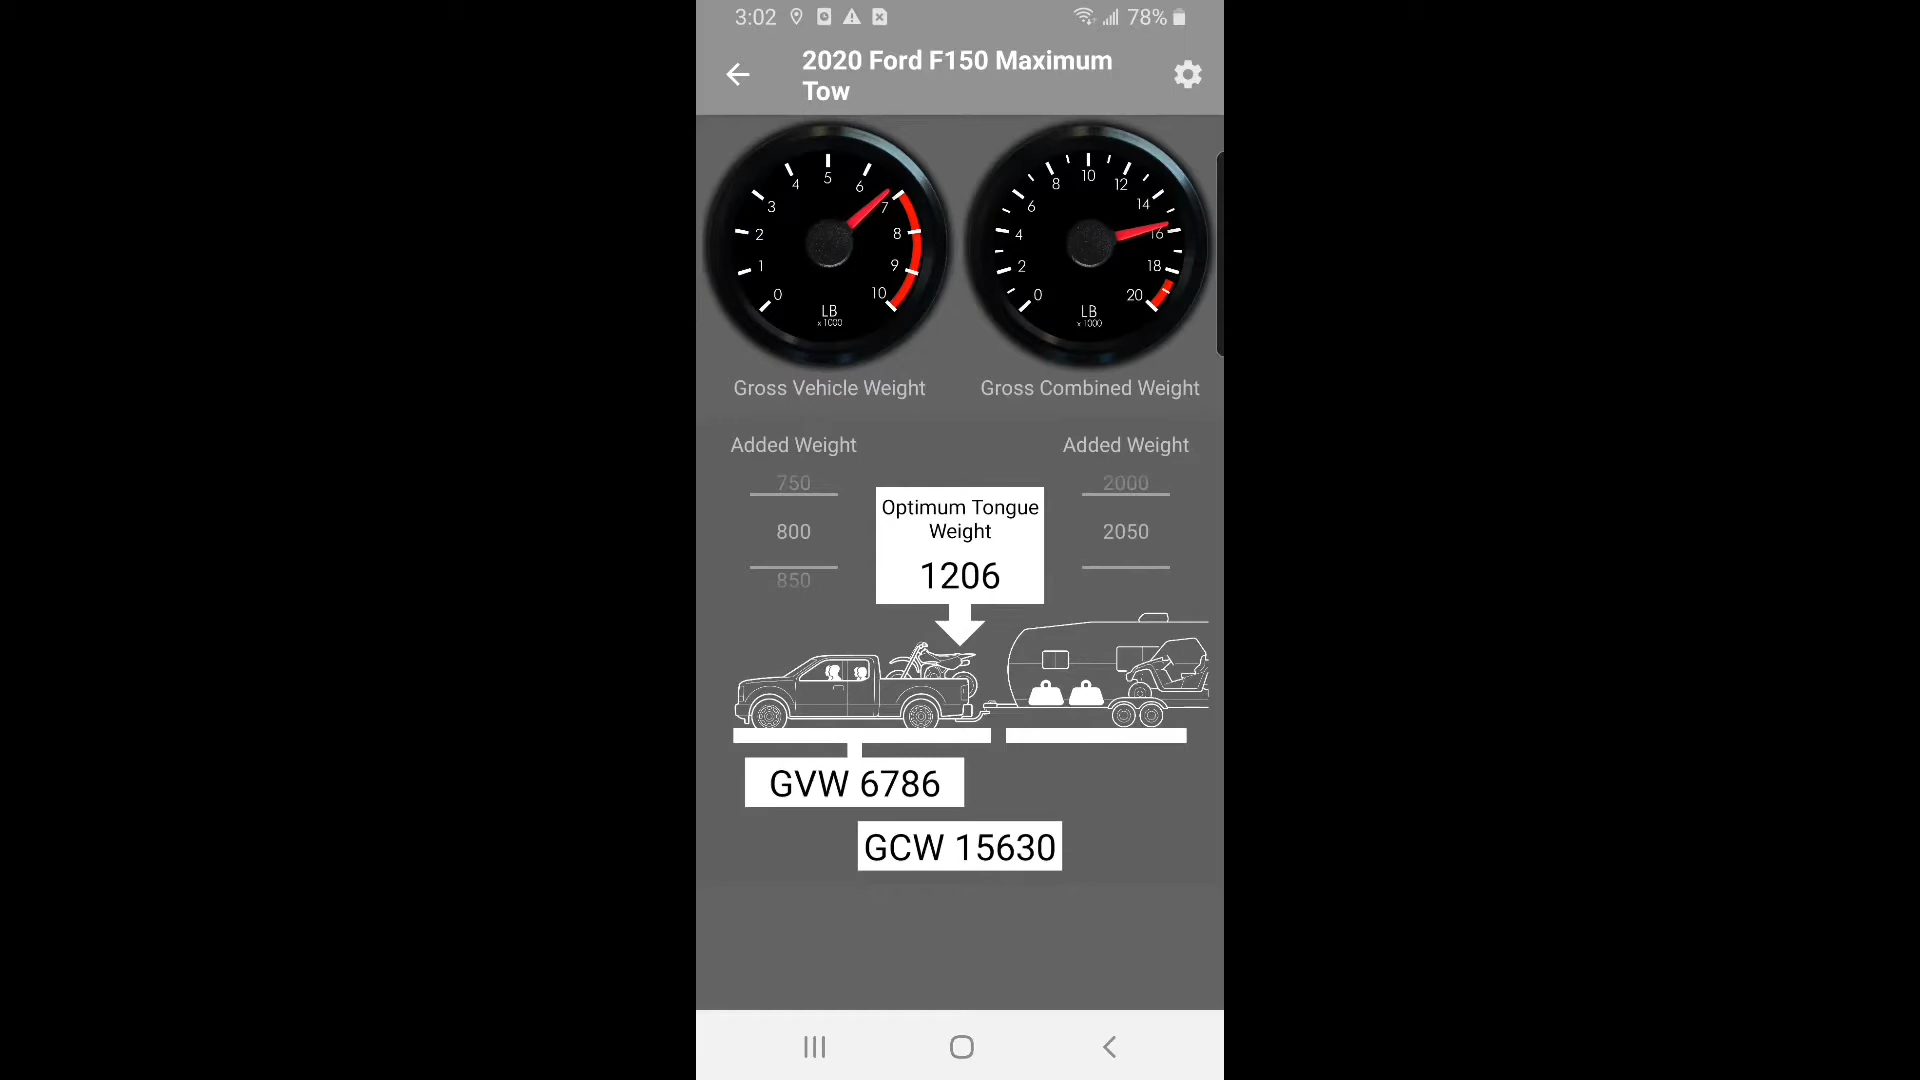 3:02 78%
2020 Ford F150 Maximum
Tow
0 1 2 3 4 5 6 7 8 9 10
LB
x 1000
0 2 4 6 8 10 12 14 16 18 20
LB
x 1000
Gross Vehicle Weight Gross Combined Weight
Added Weight Added Weight
750 2000
800 2050
850
Optimum Tongue
Weight
1206
GVW 6786
GCW 15630